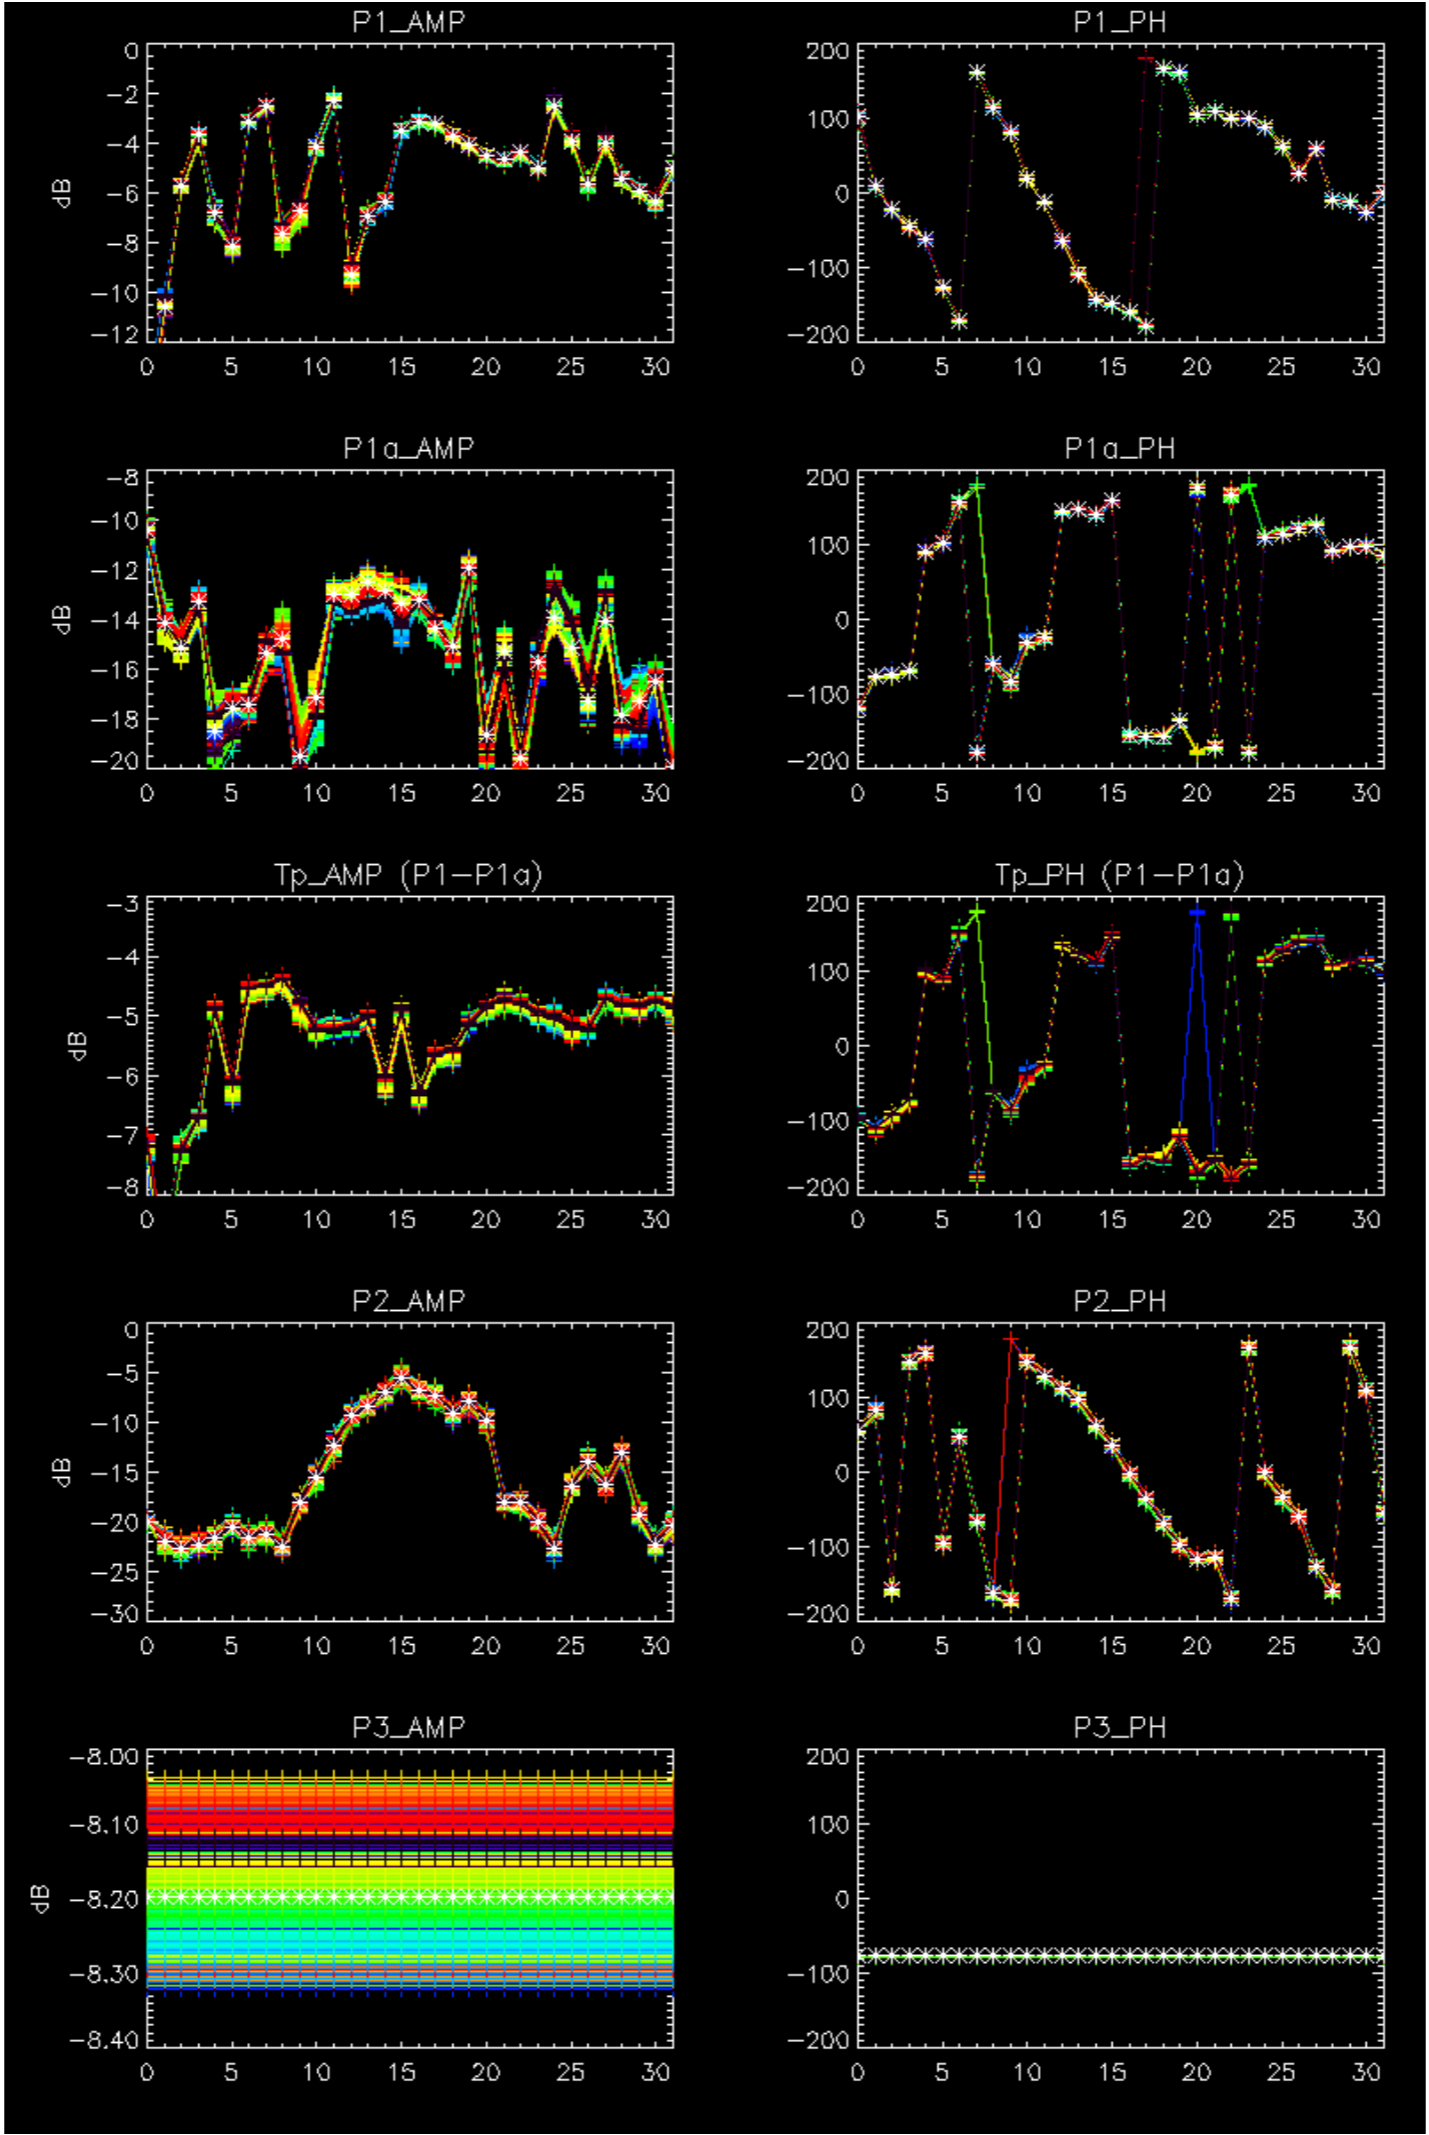 P1_AMP P1_PH
0 200
-2
-4 100
dB
-6 0
-8
-100
-10
-12 -200
0 5 10 15 20 25 30 0 5 10 15 20 25 30
P1a_AMP P1a_PH
-8 200
-10
-12 100
dB
-14 0
-16
-100
-18
-20 -200
0 5 10 15 20 25 30 0 5 10 15 20 25 30
Tp_AMP (P1-P1a) Tp_PH (P1-P1a)
-3 200
-4 100
dB
-5 0
-6
-100
-7
-8 -200
0 5 10 15 20 25 30 0 5 10 15 20 25 30
P2_AMP P2_PH
0 200
-5
-10 100
dB
-15 0
-20
-100
-25
-30 -200
0 5 10 15 20 25 30 0 5 10 15 20 25 30
P3_AMP P3_PH
-8.00 200
-8.10 100
dB
-8.20 0
-8.30 -100
-8.40 -200
0 5 10 15 20 25 30 0 5 10 15 20 25 30